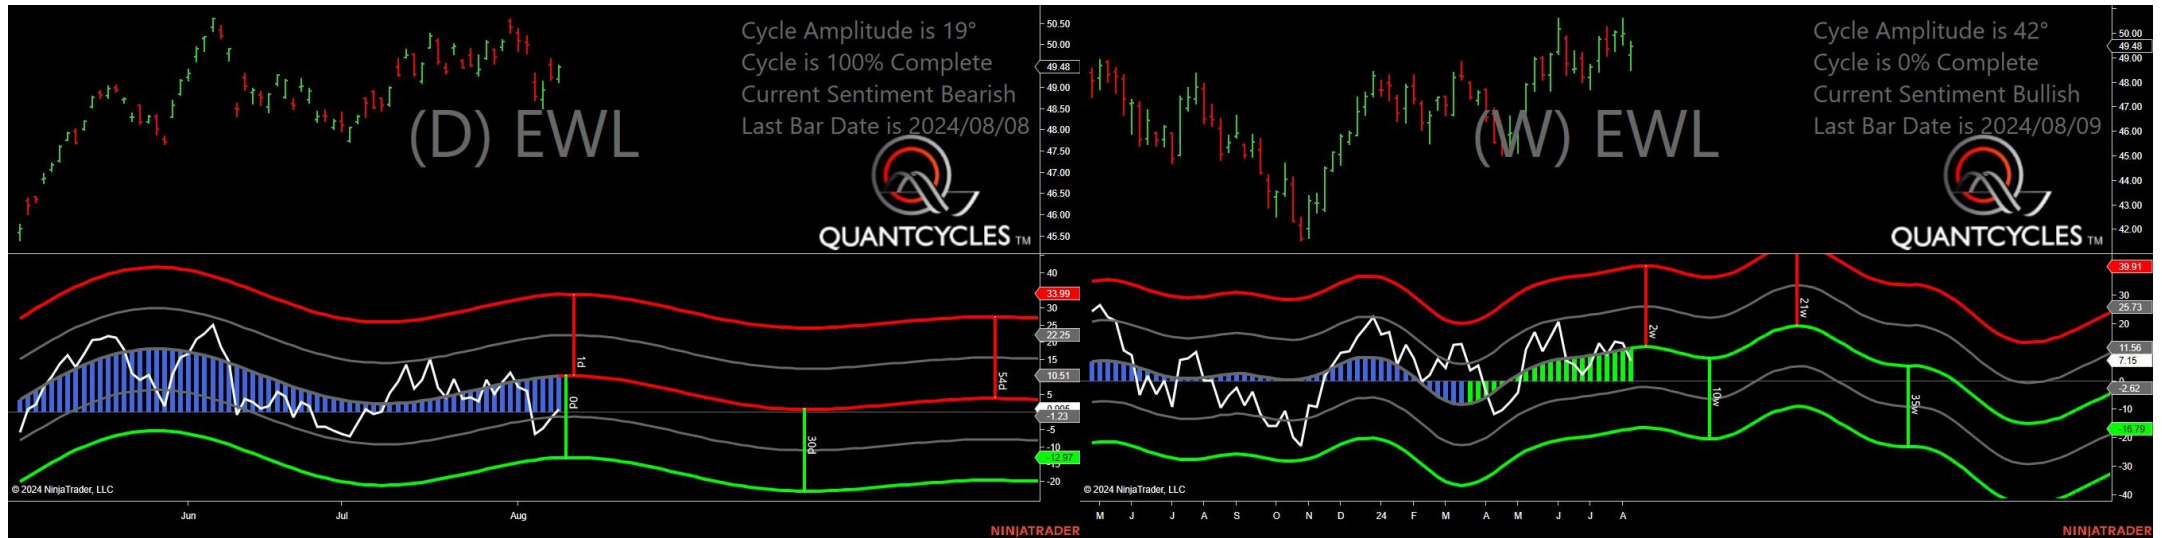 Cycle Amplitude is 19°
Cycle is 100% Complete
Current Sentiment Bearish
Last Bar Date is 2024/08/08
(D) EWL
QUANTCYCLES TM
50.50
50.00
49.48
49.00
48.50
48.00
47.50
47.00
46.50
46.00
45.50
40
33.99
30
25
22.25
20
15
10.51
5
-1.23
-5
-10
-12.97
-20
1d
0d
30d
54d
© 2024 NinjaTrader, LLC
Jun
Jul
Aug
NINJATRADER
Cycle Amplitude is 42°
Cycle is 0% Complete
Current Sentiment Bullish
Last Bar Date is 2024/08/09
(W) EWL
QUANTCYCLES TM
50.00
49.48
49.00
48.00
47.00
46.00
45.00
44.00
43.00
42.00
39.91
30
25.73
20
11.56
7.15
-2.62
-10
-16.79
-20
-30
-40
2w
10w
21w
35w
© 2024 NinjaTrader, LLC
M J J A S O N D 24 F M A M J J A
NINJATRADER